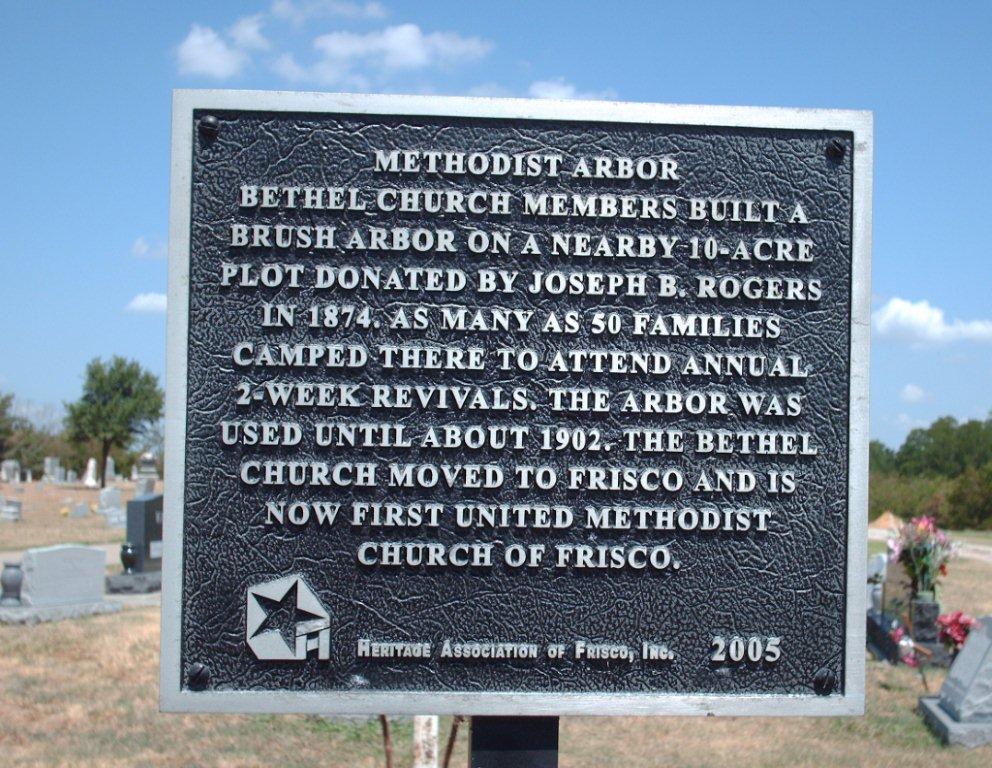 METHODIST ARBOR
BETHEL CHURCH MEMBERS BUILT A
BRUSH ARBOR ON A NEARBY 10-ACRE
PLOT DONATED BY JOSEPH B. ROGERS
IN 1874. AS MANY AS 50 FAMILIES
CAMPED THERE TO ATTEND ANNUAL
2-WEEK REVIVALS. THE ARBOR WAS
USED UNTIL ABOUT 1902. THE BETHEL
CHURCH MOVED TO FRISCO AND IS
NOW FIRST UNITED METHODIST
CHURCH OF FRISCO.
HERITAGE ASSOCIATION OF FRISCO, INC. 2005